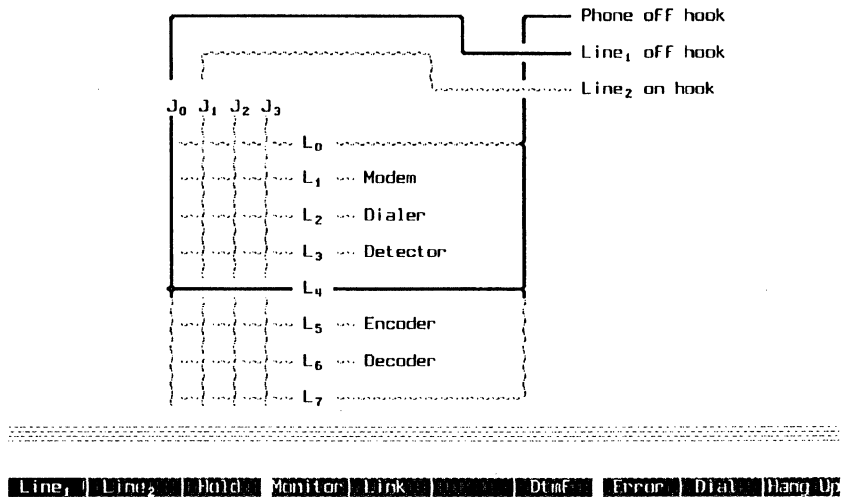 Phone off hook
Line₁ off hook
Line₂ on hook
J₀ J₁ J₂ J₃
L₀
L₁ Modem
L₂ Dialer
L₃ Detector
L₄
L₅ Encoder
L₆ Decoder
L₇
Line₁ Line₂ Hold Monitor Link Dtmf Error Dial Hang Up